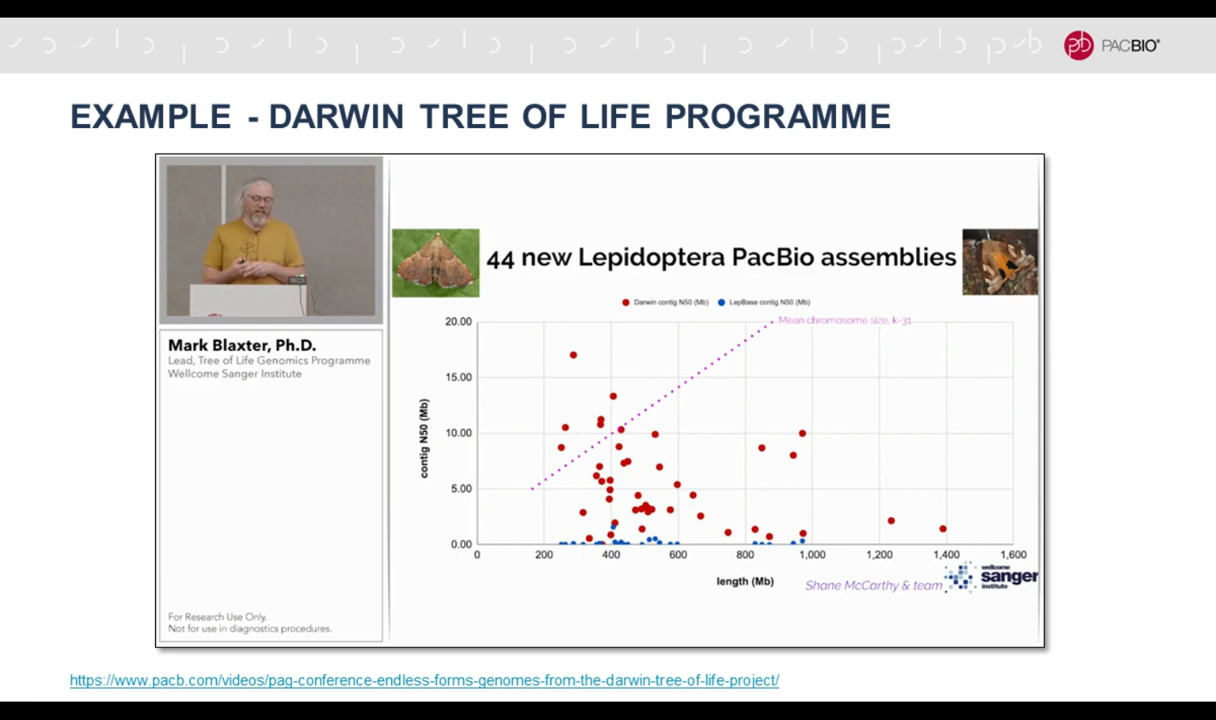 PACBIO®
EXAMPLE - DARWIN TREE OF LIFE PROGRAMME
Mark Blaxter, Ph.D.
Lead, Tree of Life Genomics Programme
Wellcome Sanger Institute
For Research Use Only.
Not for use in diagnostics procedures.
44 new Lepidoptera PacBio assemblies
Darwin contig N50 (Mb) LepBase contig N50 (Mb)
Mean chromosome size, k=31
20.00
15.00
10.00
5.00
0.00
contig N50 (Mb)
0 200 400 600 800 1,000 1,200 1,400 1,600
length (Mb)
Shane McCarthy & team
wellcome
sanger
institute
https://www.pacb.com/videos/pag-conference-endless-forms-genomes-from-the-darwin-tree-of-life-project/